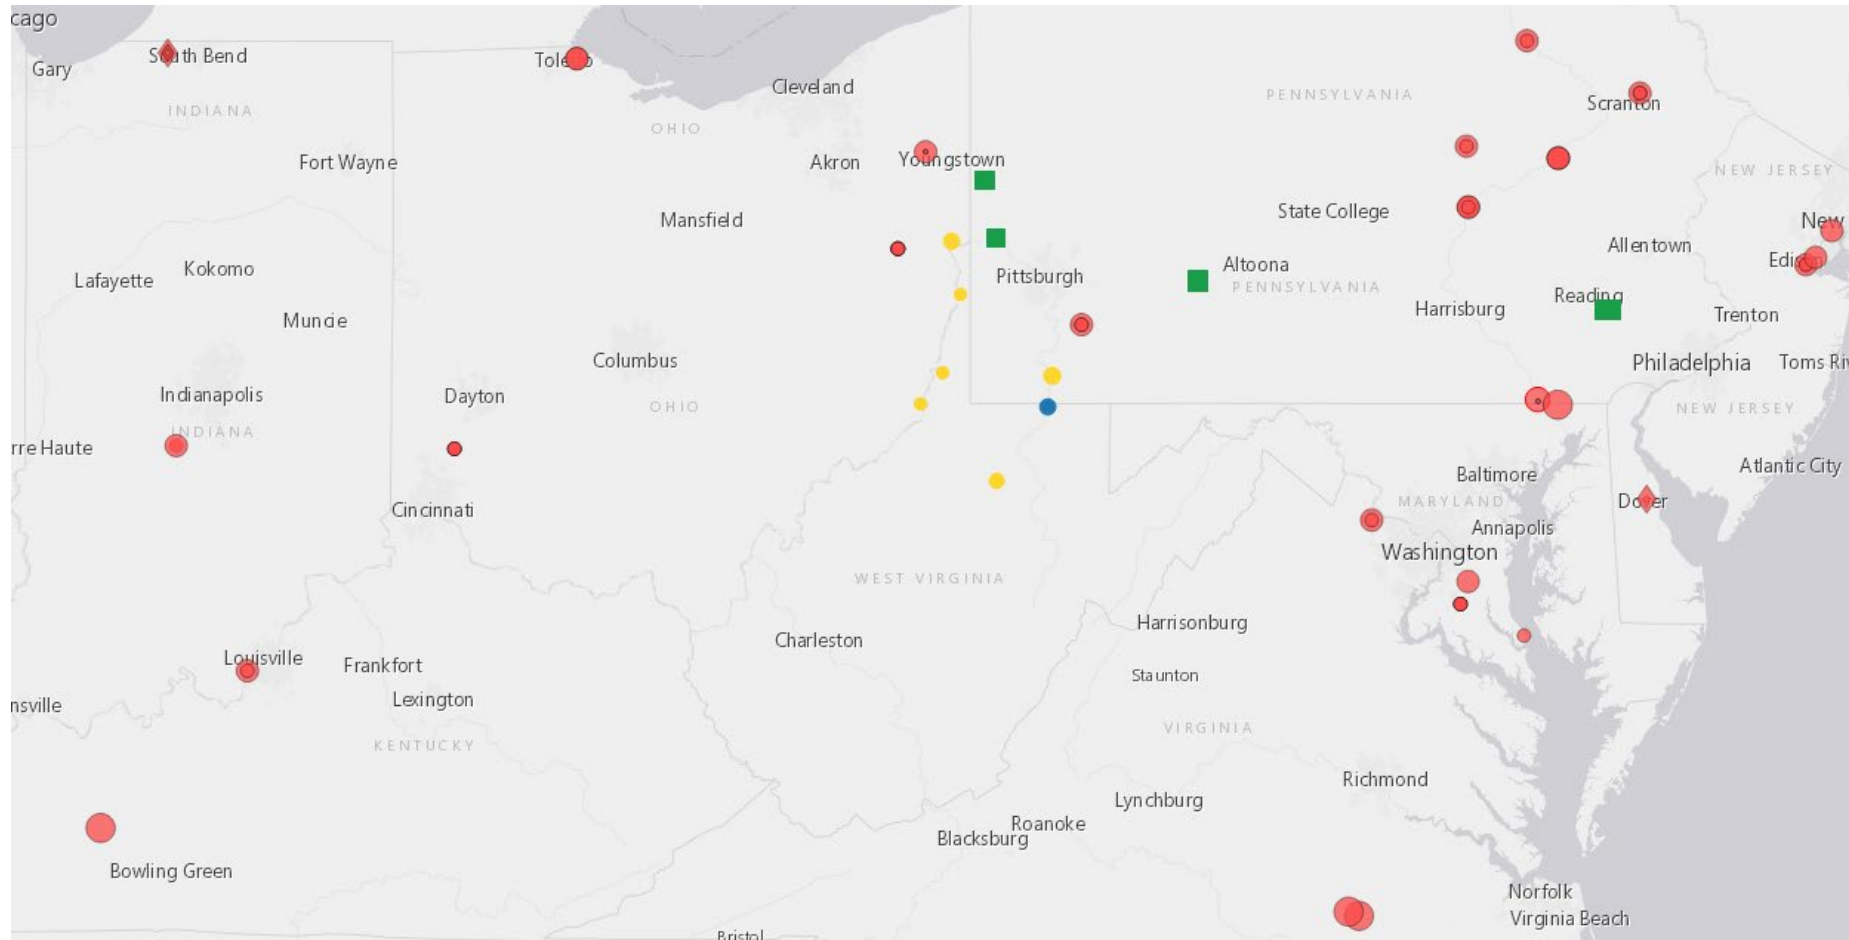 cago
South Bend
Gary
Toledo
Cleveland
PENNSYLVANIA
Scranton
INDIANA
OHIO
Fort Wayne
Akron
Youngstown
NEW JERSEY
Mansfield
State College
New
Allentown
Edison
Kokomo
Lafayette
Pittsburgh
Altoona
PENNSYLVANIA
Reading
Harrisburg
Trenton
Muncie
Columbus
Philadelphia
Toms Riv
Indianapolis
Dayton
OHIO
NEW JERSEY
INDIANA
rre Haute
Baltimore
Atlantic City
MARYLAND
Dover
Cincinnati
Annapolis
Washington
WEST VIRGINIA
Harrisonburg
Charleston
Louisville
Frankfort
Staunton
Lexington
nsville
VIRGINIA
KENTUCKY
Richmond
Lynchburg
Roanoke
Blacksburg
Bowling Green
Norfolk
Virginia Beach
Bristol